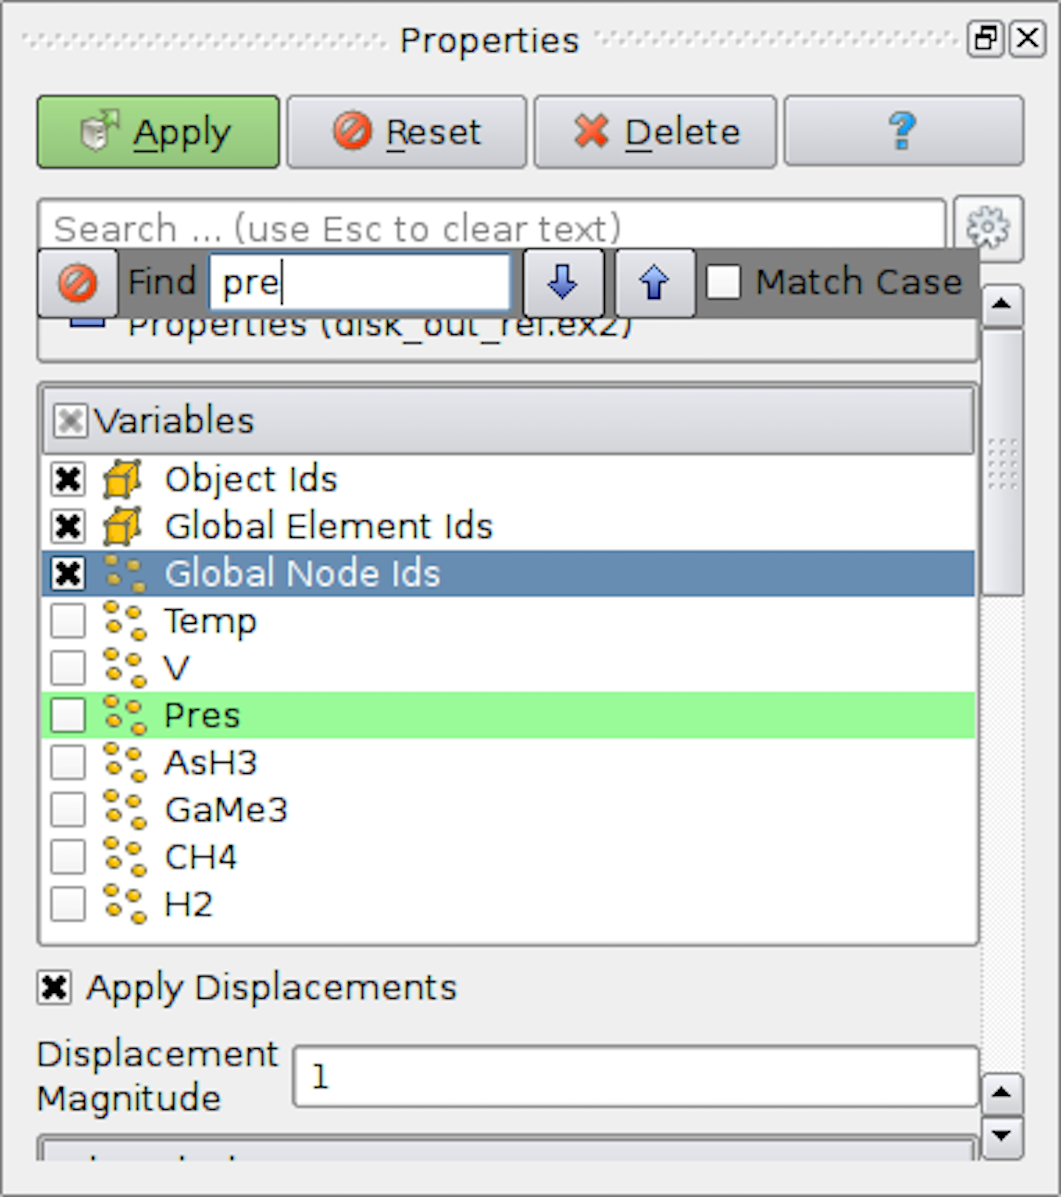 Properties
Apply Reset Delete ?
Search ... (use Esc to clear text)
Find pre Match Case
Properties (disk_out_ref.ex2)
Variables
Object Ids
Global Element Ids
Global Node Ids
Temp
V
Pres
AsH3
GaMe3
CH4
H2
Apply Displacements
Displacement
Magnitude
1